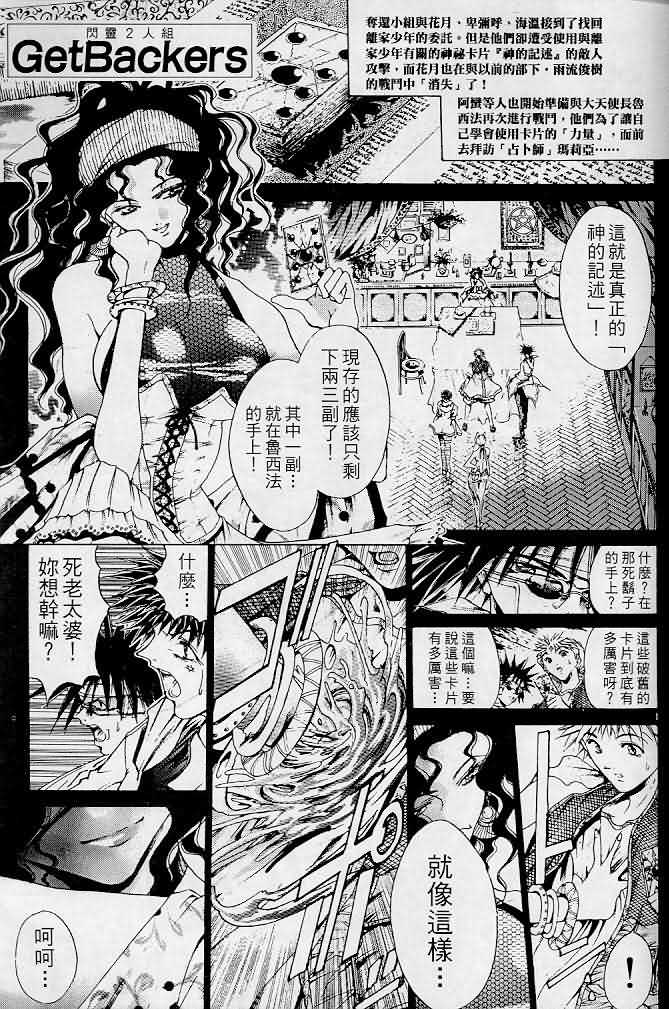 閃靈2人組
GetBackers
奪還小組與花月、卑彌呼、海溫接到了找回
離家少年的委託。但是他們卻遭受使用與離
家少年有關的神祕卡片『神的記述』的敵人
攻擊，而花月也在與以前的部下，雨流俊樹
的戰鬥中「消失」了！
阿蠻等人也開始準備與大天使長魯
西法再次進行戰鬥，他們為了讓自
己學會使用卡片的「力量」，而前
去拜訪「占卜師」瑪莉亞……
這就是真正的「
神的記述」！
現存的應該只剩
下兩三副了！
其中一副…
就在魯西法
的手上！
什麼？在
那死鬍子
的手上？
這些破舊的
卡片到底有
多厲害呀？
這個嘛…要
說這些卡片
有多厲害…
！
就像這樣
…
什麼…
死老太婆！
妳想幹嘛？
呵呵…